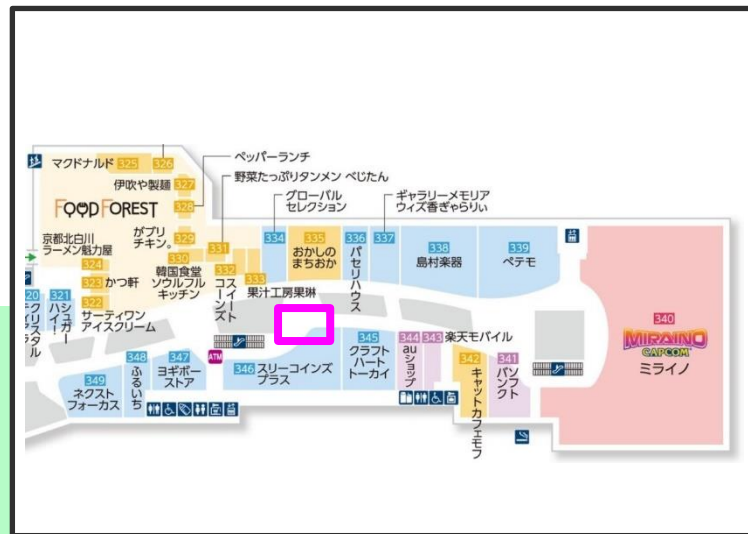 マクドナルド 325 326
ペッパーランチ
野菜たっぷりタンメン べじたん
伊吹や製麺 327
グローバル
セレクション
ギャラリーメモリア
ウィズ香ぎゃらりぃ
FOOD FOREST
328
京都北白川
ラーメン魁力屋
がブリ
チキン。
329
331
334
335
おかしの
まちおか
336
パセリハウス
337
338
島村楽器
339
ペテモ
330
韓国食堂
ソウルフル
キッチン
332
コスイーンズト
333
果汁工房果琳
324
323 かつ軒
322
サーティワン
アイスクリーム
20
321
シュガー
ハイ!
348
ふるいち
347
ヨギボー
ストア
ATM
346 スリーコインズ
プラス
345
クラフト
ハート
トーカイ
344
auショップ
343 楽天モバイル
342
キャットカフェモフ
341
ソフト
バンク
340
MIRAINO
CAPCOM
ミライノ
349
ネクスト
フォーカス